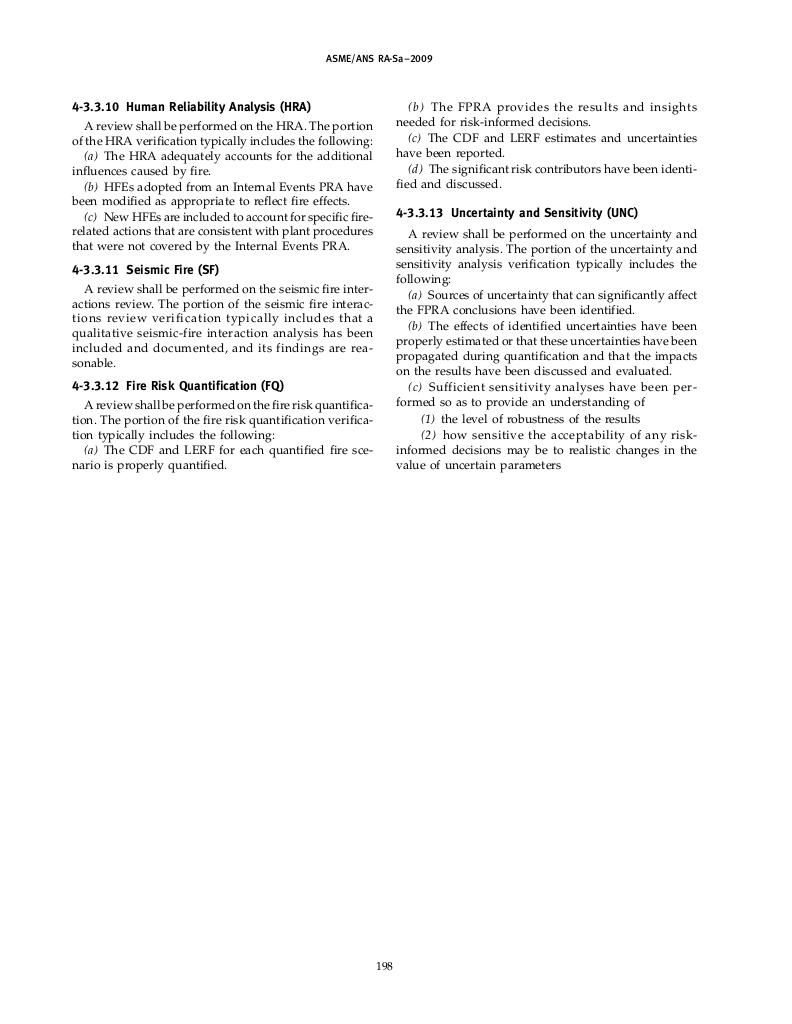 ASME/ANS RA-Sa–2009
4-3.3.10 Human Reliability Analysis (HRA)
A review shall be performed on the HRA. The portion
of the HRA verification typically includes the following:
(a) The HRA adequately accounts for the additional
influences caused by fire.
(b) HFEs adopted from an Internal Events PRA have
been modified as appropriate to reflect fire effects.
(c) New HFEs are included to account for specific fire-
related actions that are consistent with plant procedures
that were not covered by the Internal Events PRA.
4-3.3.11 Seismic Fire (SF)
A review shall be performed on the seismic fire inter-
actions review. The portion of the seismic fire interac-
tions review verification typically includes that a
qualitative seismic-fire interaction analysis has been
included and documented, and its findings are rea-
sonable.
4-3.3.12 Fire Risk Quantification (FQ)
A review shall be performed on the fire risk quantifica-
tion. The portion of the fire risk quantification verifica-
tion typically includes the following:
(a) The CDF and LERF for each quantified fire sce-
nario is properly quantified.
(b) The FPRA provides the results and insights
needed for risk-informed decisions.
(c) The CDF and LERF estimates and uncertainties
have been reported.
(d) The significant risk contributors have been identi-
fied and discussed.
4-3.3.13 Uncertainty and Sensitivity (UNC)
A review shall be performed on the uncertainty and
sensitivity analysis. The portion of the uncertainty and
sensitivity analysis verification typically includes the
following:
(a) Sources of uncertainty that can significantly affect
the FPRA conclusions have been identified.
(b) The effects of identified uncertainties have been
properly estimated or that these uncertainties have been
propagated during quantification and that the impacts
on the results have been discussed and evaluated.
(c) Sufficient sensitivity analyses have been per-
formed so as to provide an understanding of
(1) the level of robustness of the results
(2) how sensitive the acceptability of any risk-
informed decisions may be to realistic changes in the
value of uncertain parameters
198